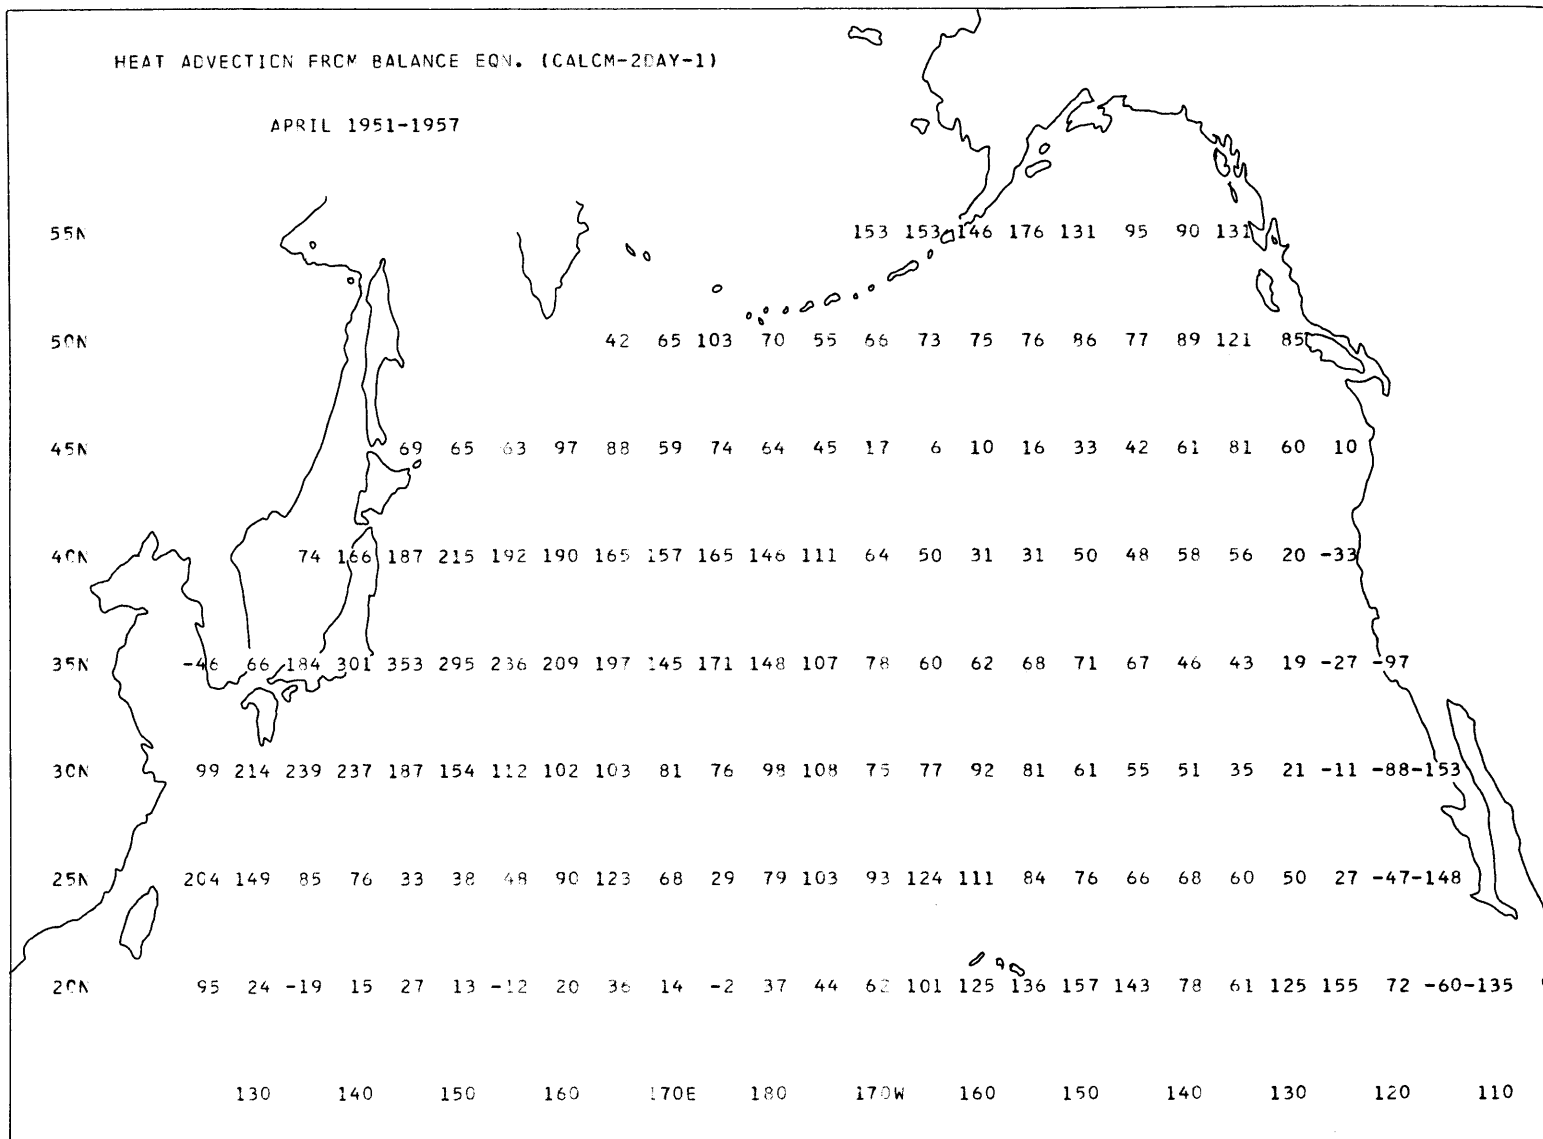 HEAT ADVECTICN FRCM BALANCE EQN. (CALCM-2DAY-1)
APRIL 1951-1957
55N 153 153 146 176 131 95 90 131
50N 42 65 103 70 55 66 73 75 76 86 77 89 121 85
45N 69 65 63 97 88 59 74 64 45 17 6 10 16 33 42 61 81 60 10
40N 74 166 187 215 192 190 165 157 165 146 111 64 50 31 31 50 48 58 56 20 -33
35N -46 66 184 301 353 295 236 209 197 145 171 148 107 78 60 62 68 71 67 46 43 19 -27 -97
30N 99 214 239 237 187 154 112 102 103 81 76 98 108 75 77 92 81 61 55 51 35 21 -11 -88-153
25N 204 149 85 76 33 38 48 90 123 68 29 79 103 93 124 111 84 76 66 68 60 50 27 -47-148
20N 95 24 -19 15 27 13 -12 20 36 14 -2 37 44 62 101 125 136 157 143 78 61 125 155 72 -60-135
130 140 150 160 170E 180 170W 160 150 140 130 120 110